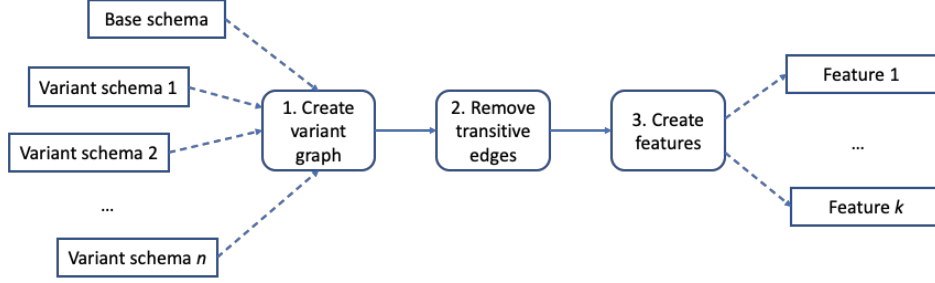 Base schema
Variant schema 1
Variant schema 2
...
Variant schema n
1. Create
variant
graph
2. Remove
transitive
edges
3. Create
features
Feature 1
...
Feature k